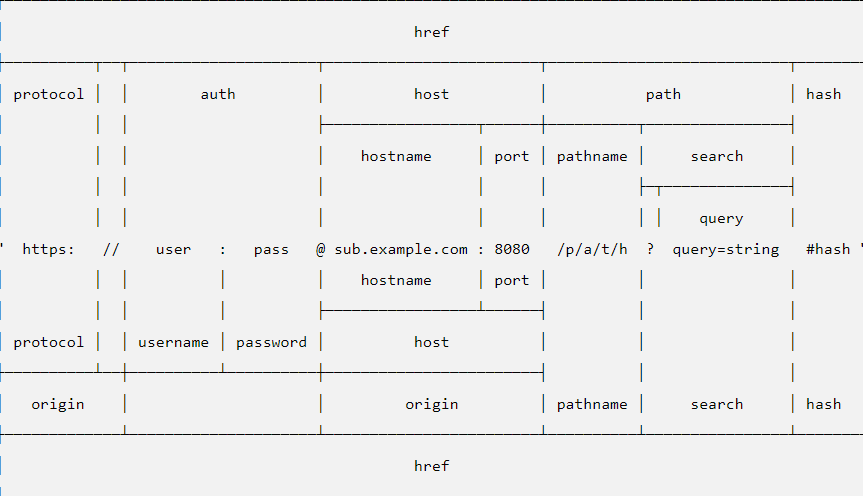 href
protocol auth host path hash
hostname port pathname search
query
" https: // user : pass @ sub.example.com : 8080 /p/a/t/h ? query=string #hash "
hostname port
protocol username password host
origin origin pathname search hash
href